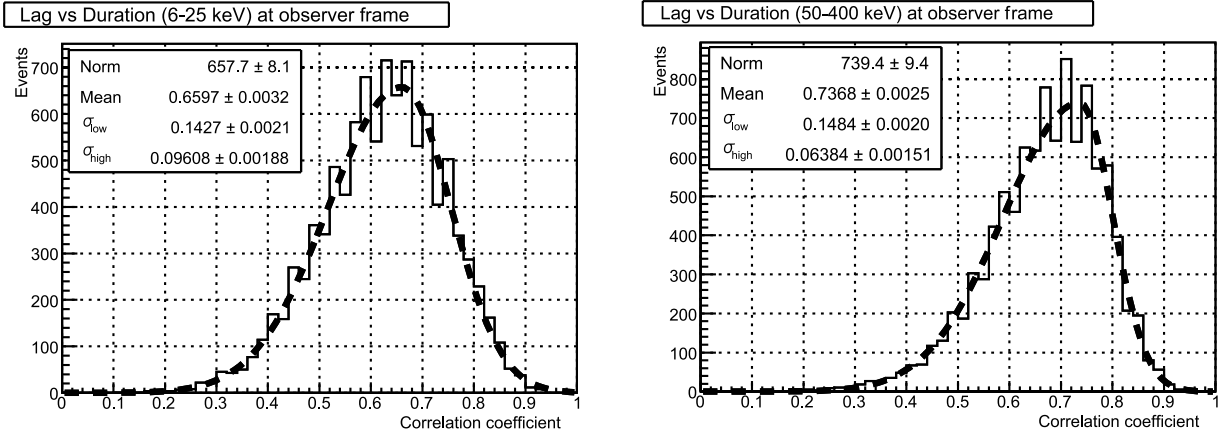 Lag vs Duration (6-25 keV) at observer frame
Events
Norm 657.7 ± 8.1
Mean 0.6597 ± 0.0032
σlow 0.1427 ± 0.0021
σhigh 0.09608 ± 0.00188
700
600
500
400
300
200
100
0
0 0.1 0.2 0.3 0.4 0.5 0.6 0.7 0.8 0.9 1
Correlation coefficient
Lag vs Duration (50-400 keV) at observer frame
Events
Norm 739.4 ± 9.4
Mean 0.7368 ± 0.0025
σlow 0.1484 ± 0.0020
σhigh 0.06384 ± 0.00151
800
700
600
500
400
300
200
100
0
0 0.1 0.2 0.3 0.4 0.5 0.6 0.7 0.8 0.9 1
Correlation coefficient